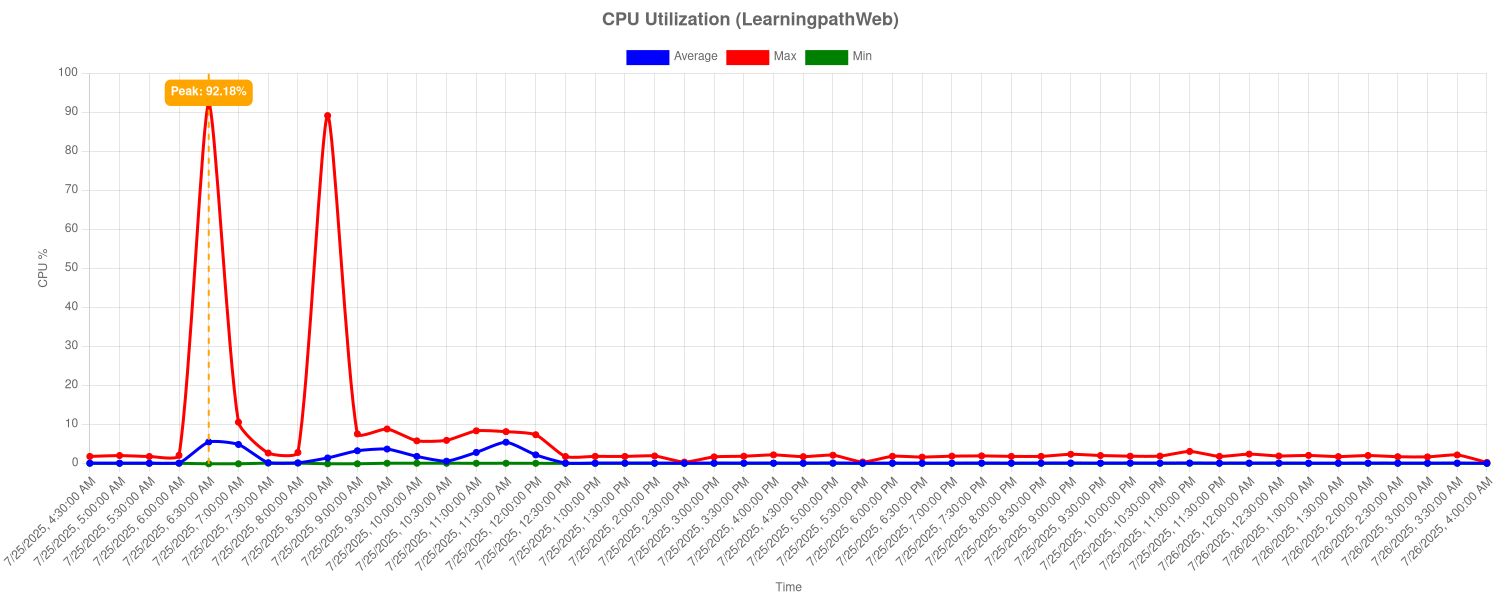 CPU Utilization (LearningpathWeb)
Average Max Min
Peak: 92.18%
100
90
80
70
60
50
40
30
20
10
0
CPU %
7/25/2025, 4:30:00 AM
7/25/2025, 5:00:00 AM
7/25/2025, 5:30:00 AM
7/25/2025, 6:00:00 AM
7/25/2025, 6:30:00 AM
7/25/2025, 7:00:00 AM
7/25/2025, 7:30:00 AM
7/25/2025, 8:00:00 AM
7/25/2025, 8:30:00 AM
7/25/2025, 9:00:00 AM
7/25/2025, 9:30:00 AM
7/25/2025, 10:00:00 AM
7/25/2025, 10:30:00 AM
7/25/2025, 11:00:00 AM
7/25/2025, 11:30:00 AM
7/25/2025, 12:00:00 PM
7/25/2025, 12:30:00 PM
7/25/2025, 1:00:00 PM
7/25/2025, 1:30:00 PM
7/25/2025, 2:00:00 PM
7/25/2025, 2:30:00 PM
7/25/2025, 3:00:00 PM
7/25/2025, 3:30:00 PM
7/25/2025, 4:00:00 PM
7/25/2025, 4:30:00 PM
7/25/2025, 5:00:00 PM
7/25/2025, 5:30:00 PM
7/25/2025, 6:00:00 PM
7/25/2025, 6:30:00 PM
7/25/2025, 7:00:00 PM
7/25/2025, 7:30:00 PM
7/25/2025, 8:00:00 PM
7/25/2025, 8:30:00 PM
7/25/2025, 9:00:00 PM
7/25/2025, 9:30:00 PM
7/25/2025, 10:00:00 PM
7/25/2025, 10:30:00 PM
7/25/2025, 11:00:00 PM
7/25/2025, 11:30:00 PM
7/26/2025, 12:00:00 AM
7/26/2025, 12:30:00 AM
7/26/2025, 1:00:00 AM
7/26/2025, 1:30:00 AM
7/26/2025, 2:00:00 AM
7/26/2025, 2:30:00 AM
7/26/2025, 3:00:00 AM
7/26/2025, 3:30:00 AM
7/26/2025, 4:00:00 AM
Time